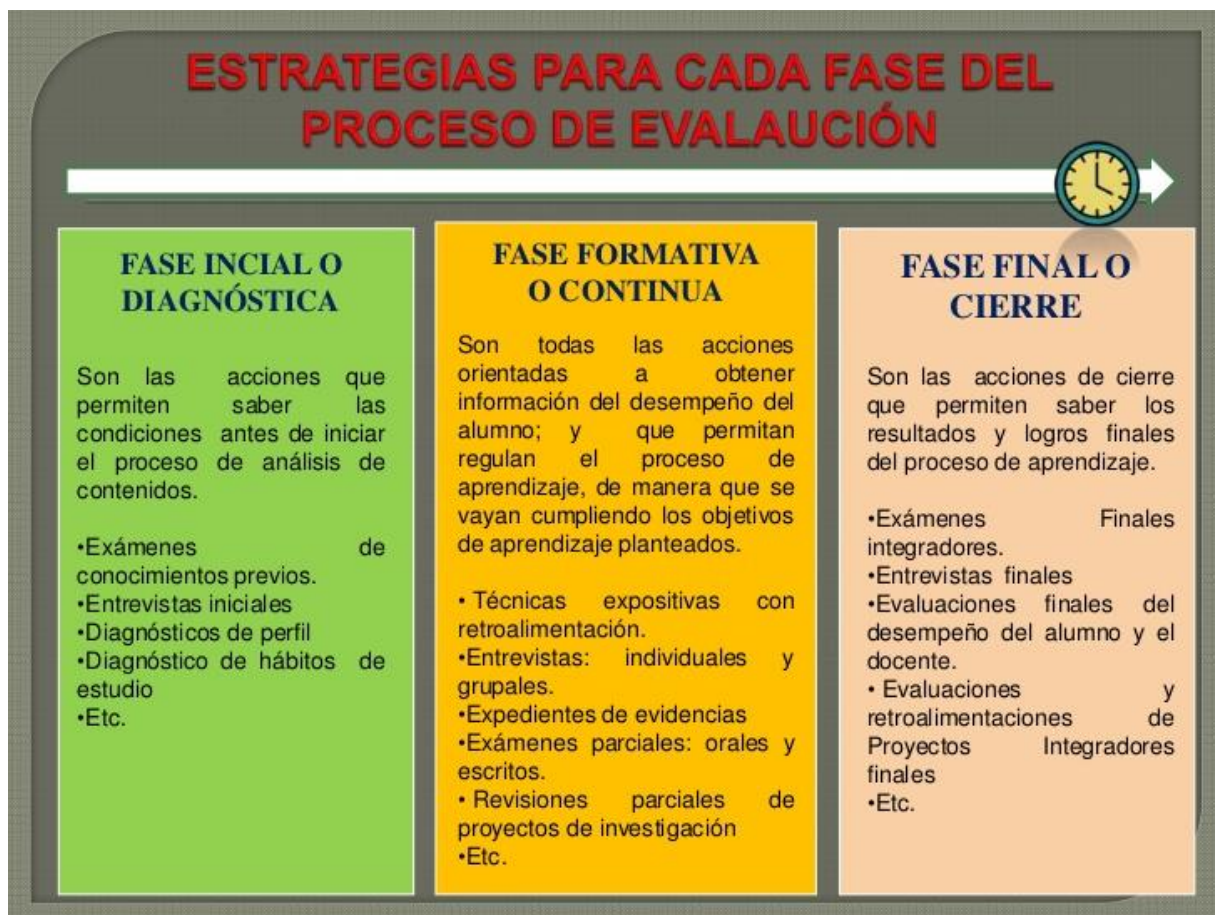 ESTRATEGIAS PARA CADA FASE DEL
PROCESO DE EVALAUCIÓN
FASE INCIAL O
DIAGNÓSTICA
Son las acciones que
permiten saber las
condiciones antes de iniciar
el proceso de análisis de
contenidos.
•Exámenes de
conocimientos previos.
•Entrevistas iniciales
•Diagnósticos de perfil
•Diagnóstico de hábitos de
estudio
•Etc.
FASE FORMATIVA
O CONTINUA
Son todas las acciones
orientadas a obtener
información del desempeño del
alumno; y que permitan
regulan el proceso de
aprendizaje, de manera que se
vayan cumpliendo los objetivos
de aprendizaje planteados.
• Técnicas expositivas con
retroalimentación.
•Entrevistas: individuales y
grupales.
•Expedientes de evidencias
•Exámenes parciales: orales y
escritos.
• Revisiones parciales de
proyectos de investigación
•Etc.
FASE FINAL O
CIERRE
Son las acciones de cierre
que permiten saber los
resultados y logros finales
del proceso de aprendizaje.
•Exámenes Finales
integradores.
•Entrevistas finales
•Evaluaciones finales del
desempeño del alumno y el
docente.
• Evaluaciones y
retroalimentaciones de
Proyectos Integradores
finales
•Etc.